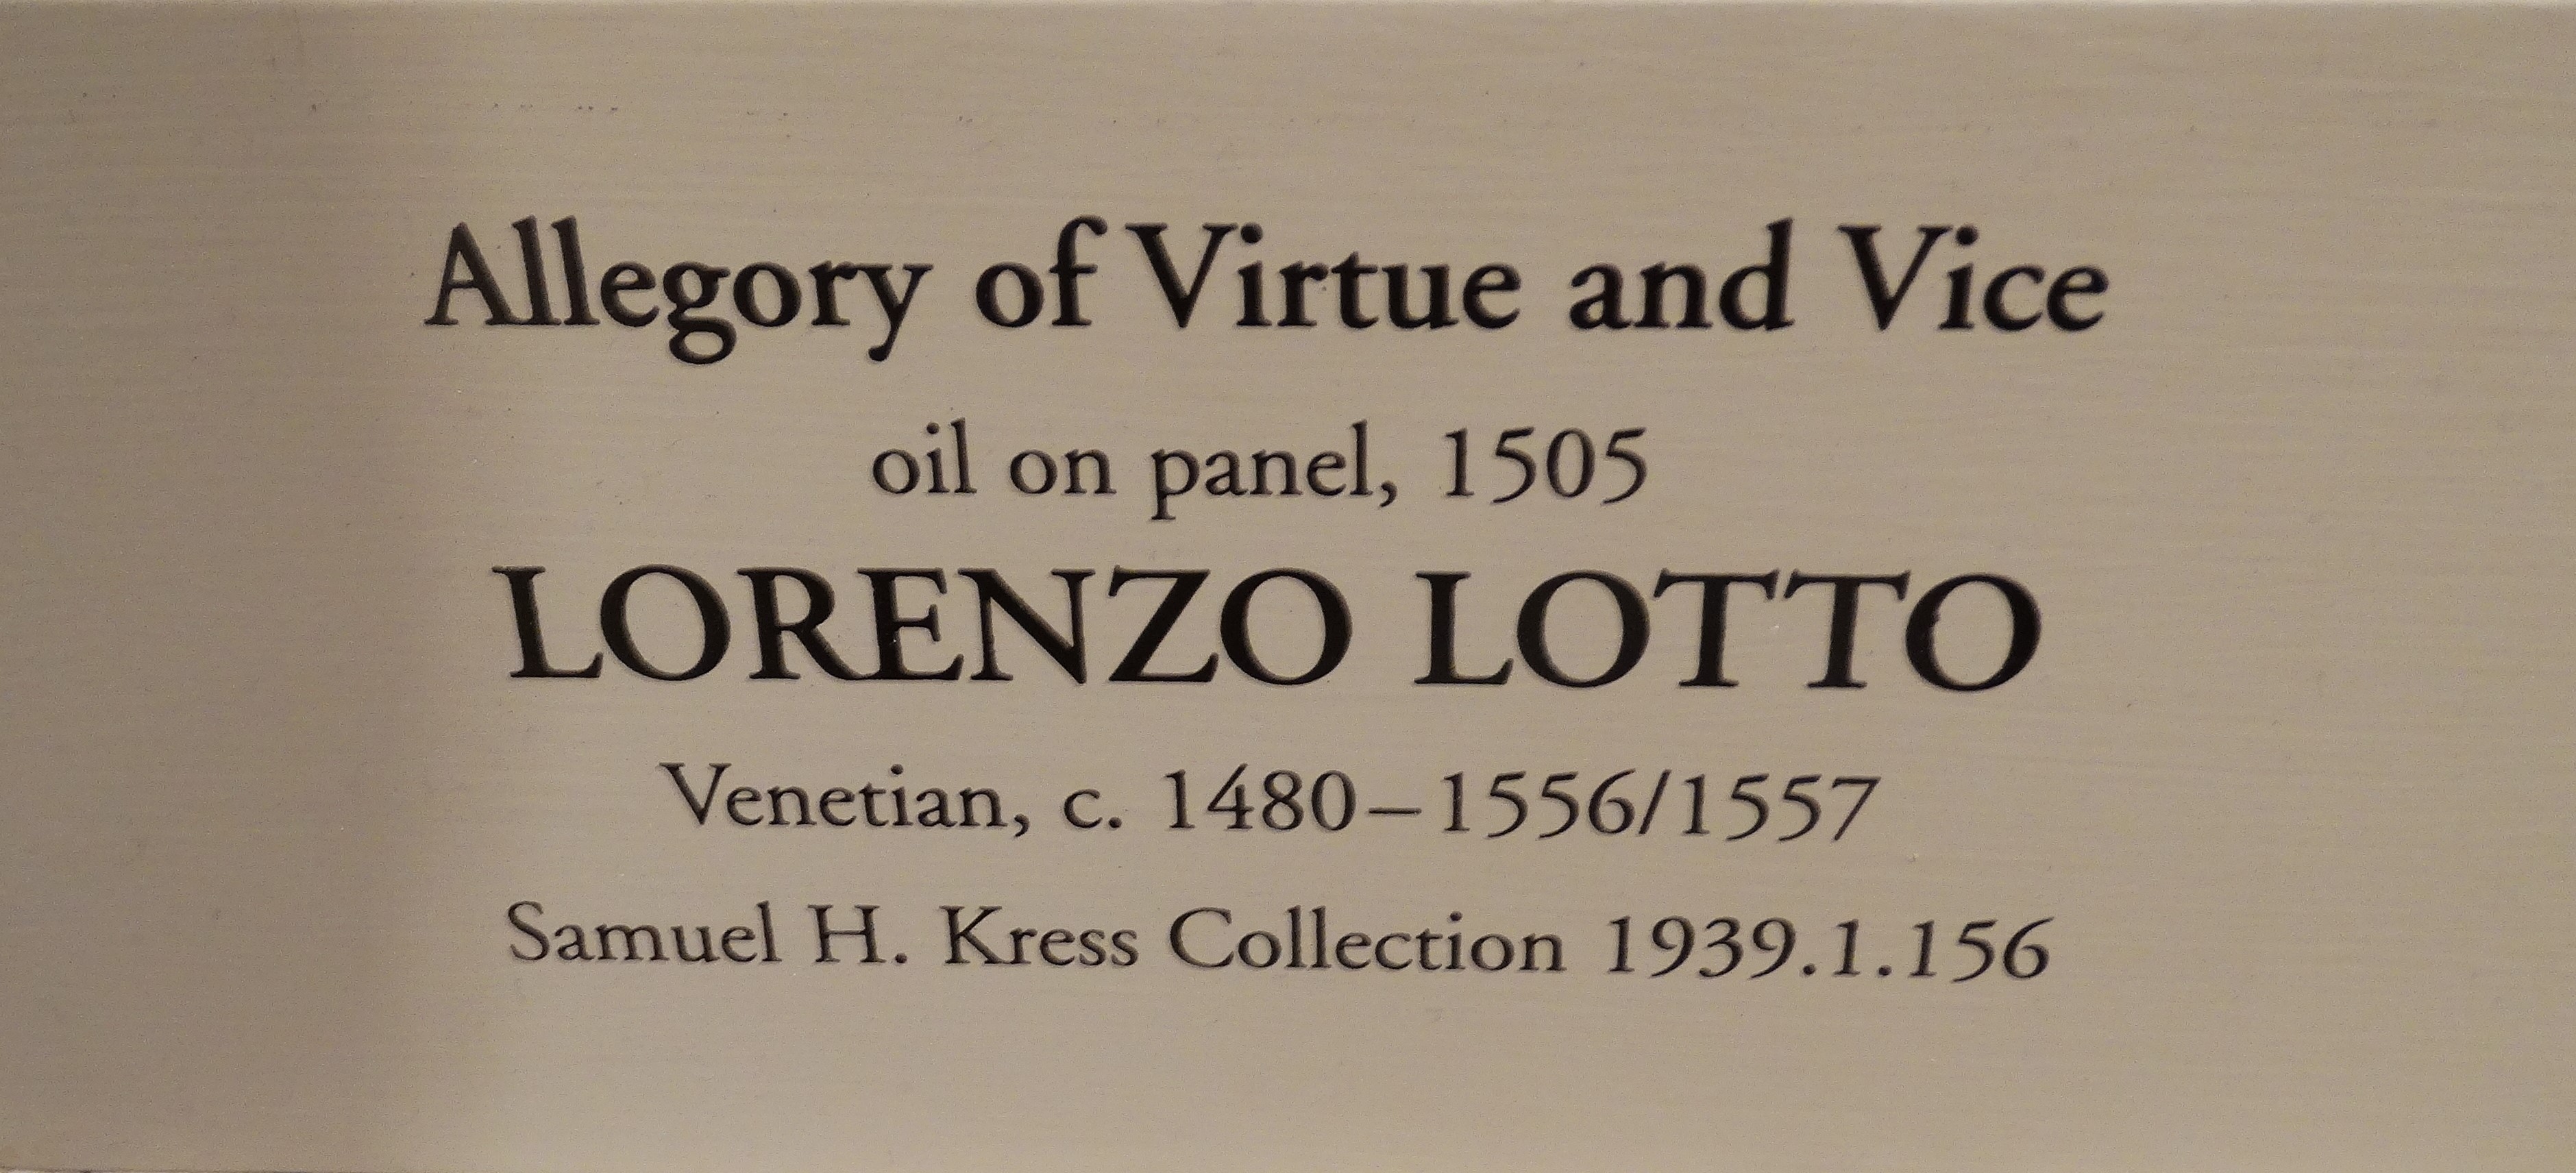 Allegory of Virtue and Vice
oil on panel, 1505
LORENZO LOTTO
Venetian, c. 1480–1556/1557
Samuel H. Kress Collection 1939.1.156